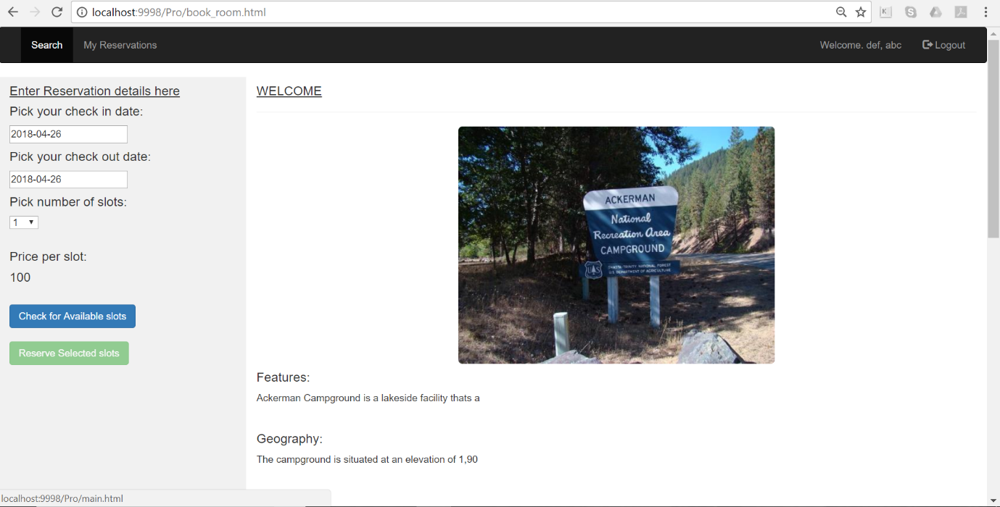 localhost:9998/Pro/book_room.html
Search
My Reservations
Welcome. def, abc
Logout
Enter Reservation details here
Pick your check in date:
2018-04-26
Pick your check out date:
2018-04-26
Pick number of slots:
1
Price per slot:
100
Check for Available slots
Reserve Selected slots
WELCOME
ACKERMAN
National
Recreation Area
CAMPGROUND
UAS
SHASTA-TRINITY NATIONAL FOREST
U.S. DEPARTMENT OF AGRICULTURE
Features:
Ackerman Campground is a lakeside facility thats a
Geography:
The campground is situated at an elevation of 1,90
localhost:9998/Pro/main.html